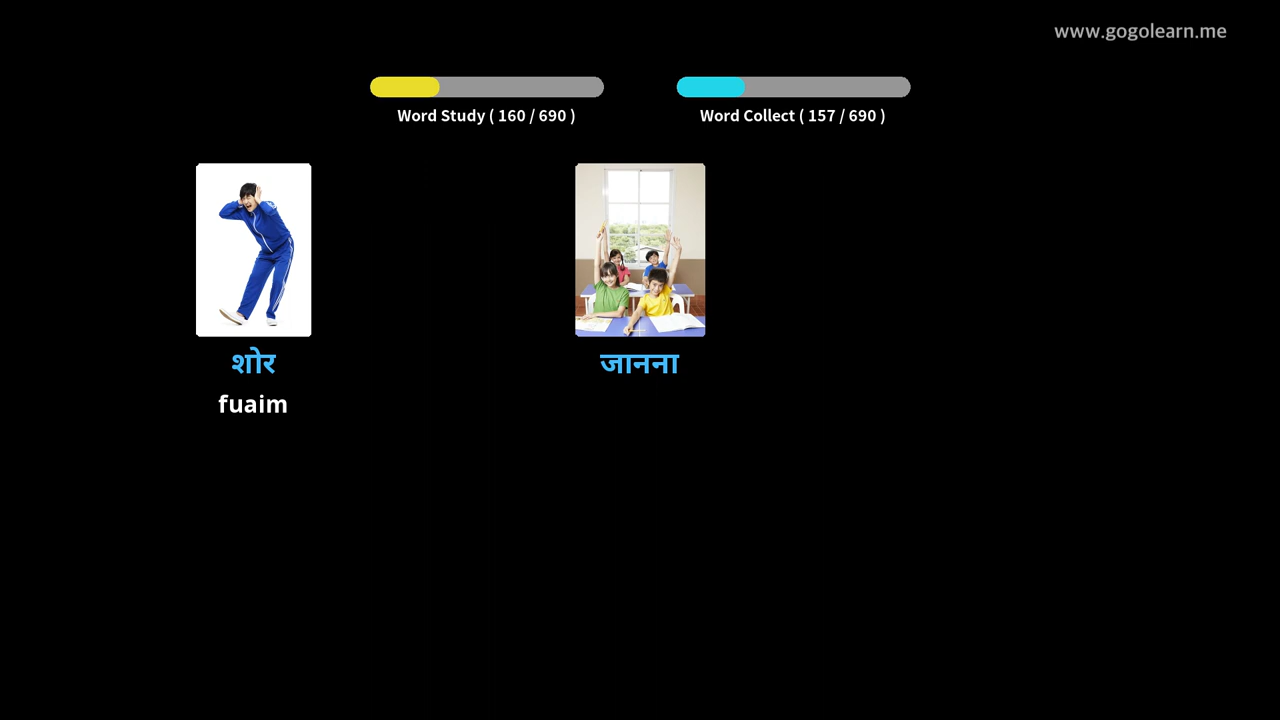 www.gogolearn.me
Word Study ( 160 / 690 )
Word Collect ( 157 / 690 )
शोर
जानना
fuaim